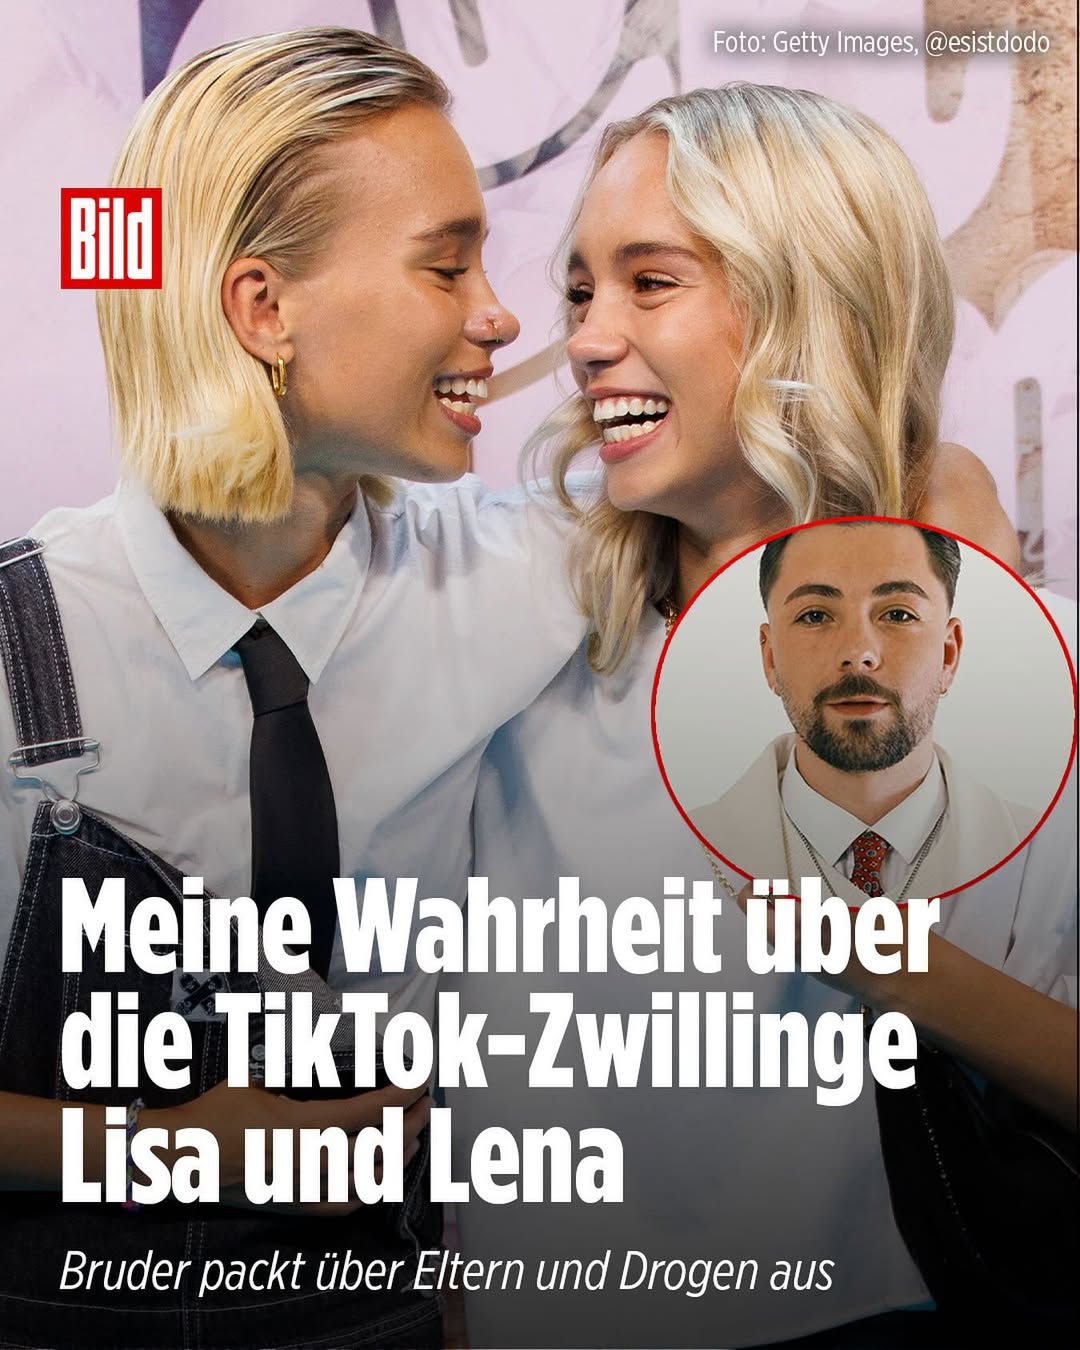 Foto: Getty Images, @esistdodo
Bild
Meine Wahrheit über
die TikTok-Zwillinge
Lisa und Lena
Bruder packt über Eltern und Drogen aus